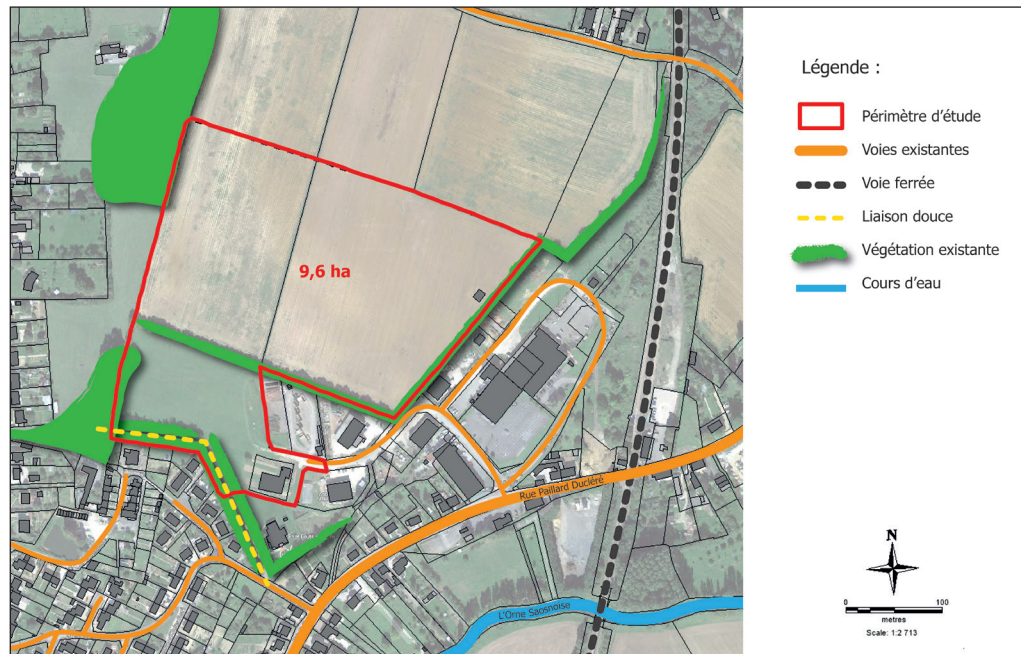 9,6 ha
Rue Paillard Ducléré
L'Orne Saosnoise
Légende :
Périmètre d'étude
Voies existantes
Voie ferrée
Liaison douce
Végétation existante
Cours d'eau
N
0 100
metres
Scale: 1:2 713